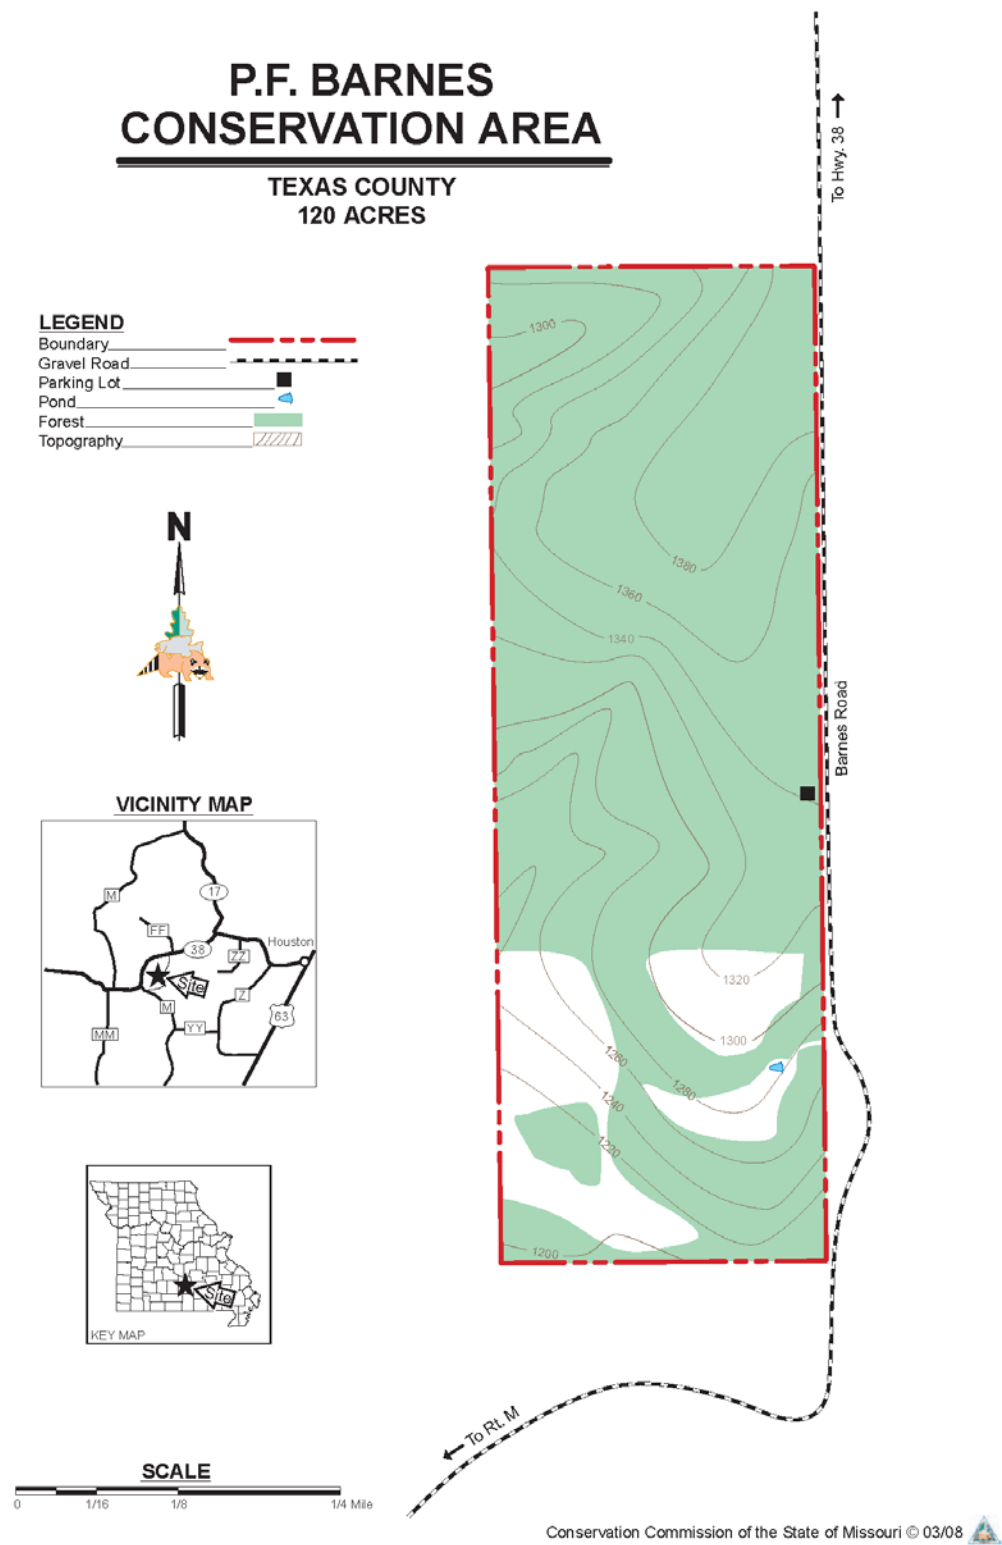 P.F. BARNES
CONSERVATION AREA
TEXAS COUNTY
120 ACRES
To Hwy. 38
LEGEND
Boundary
Gravel Road
Parking Lot
Pond
Forest
Topography
N
1300
1380
1360
1340
Barnes Road
1320
1300
1280
1260
1240
1220
1200
VICINITY MAP
M
17
FF
38
ZZ
Houston
Site
M
Z
63
YY
MM
Site
KEY MAP
To Rt. M
SCALE
0 1/16 1/8 1/4 Mile
Conservation Commission of the State of Missouri © 03/08